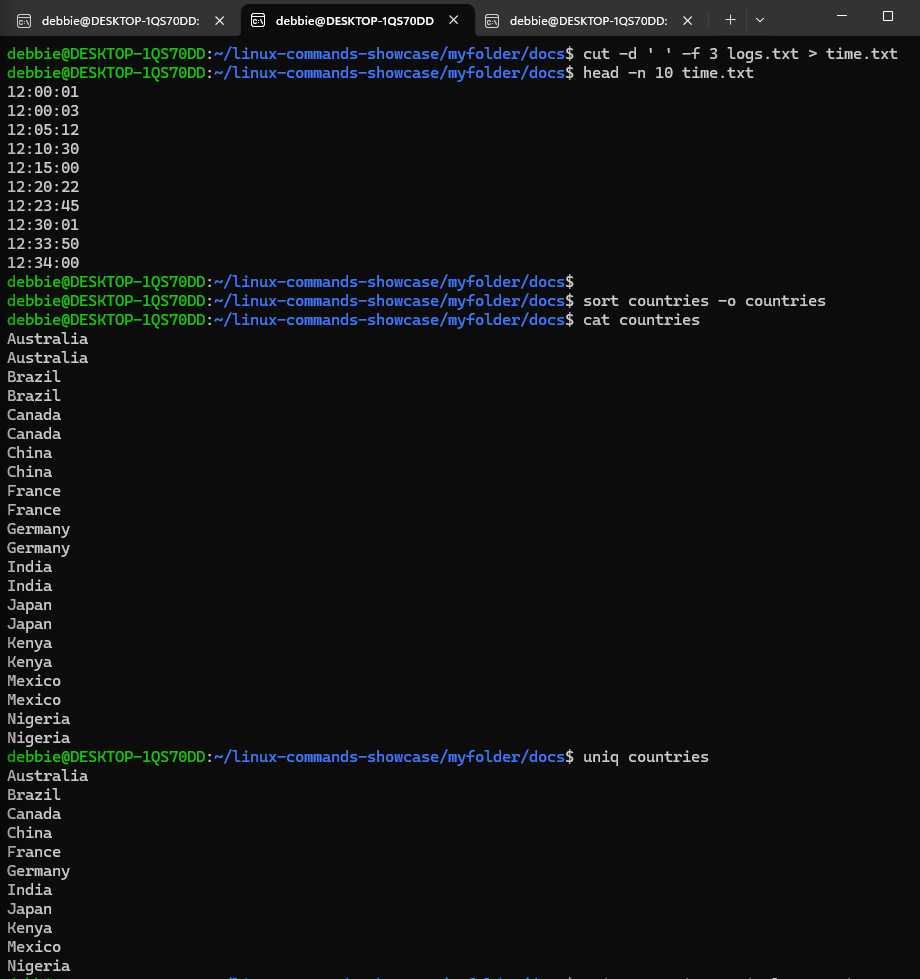 debbie@DESKTOP-1QS70DD: debbie@DESKTOP-1QS70DD debbie@DESKTOP-1QS70DD:
debbie@DESKTOP-1QS70DD:~/linux-commands-showcase/myfolder/docs$ cut -d ' ' -f 3 logs.txt > time.txt
debbie@DESKTOP-1QS70DD:~/linux-commands-showcase/myfolder/docs$ head -n 10 time.txt
12:00:01
12:00:03
12:05:12
12:10:30
12:15:00
12:20:22
12:23:45
12:30:01
12:33:50
12:34:00
debbie@DESKTOP-1QS70DD:~/linux-commands-showcase/myfolder/docs$
debbie@DESKTOP-1QS70DD:~/linux-commands-showcase/myfolder/docs$ sort countries -o countries
debbie@DESKTOP-1QS70DD:~/linux-commands-showcase/myfolder/docs$ cat countries
Australia
Australia
Brazil
Brazil
Canada
Canada
China
China
France
France
Germany
Germany
India
India
Japan
Japan
Kenya
Kenya
Mexico
Mexico
Nigeria
Nigeria
debbie@DESKTOP-1QS70DD:~/linux-commands-showcase/myfolder/docs$ uniq countries
Australia
Brazil
Canada
China
France
Germany
India
Japan
Kenya
Mexico
Nigeria